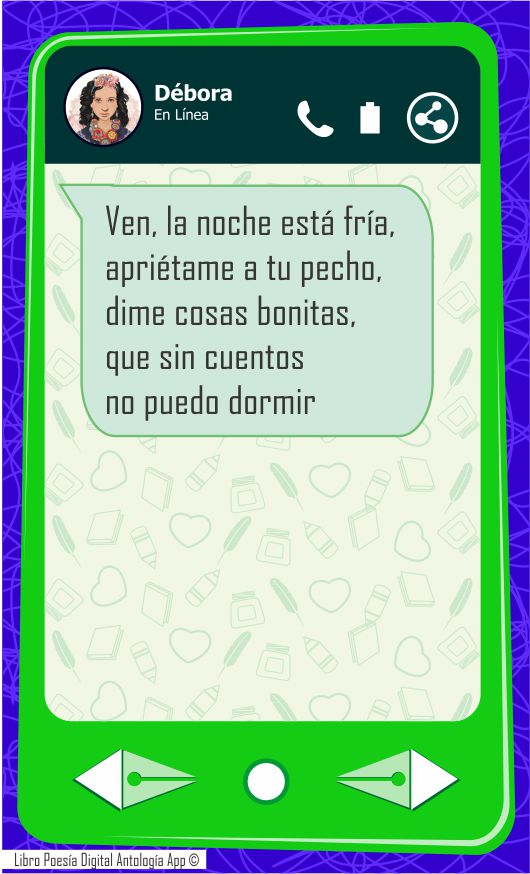 Débora
En Línea
Ven, la noche está fría,
apriétame a tu pecho,
dime cosas bonitas,
que sin cuentos
no puedo dormir
Libro Poesía Digital Antología App ©